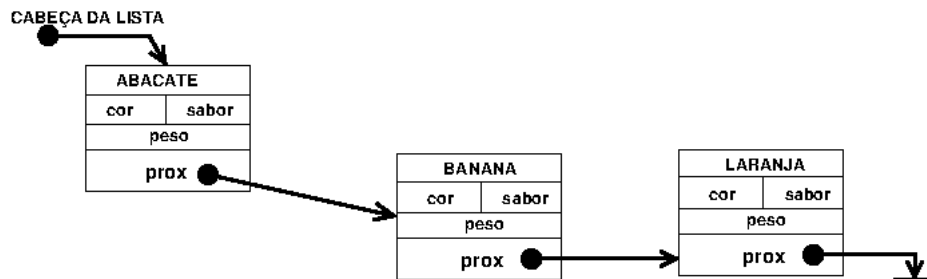 CABEÇA DA LISTA
ABACATE
cor sabor
peso
prox
BANANA
cor sabor
peso
prox
LARANJA
cor sabor
peso
prox